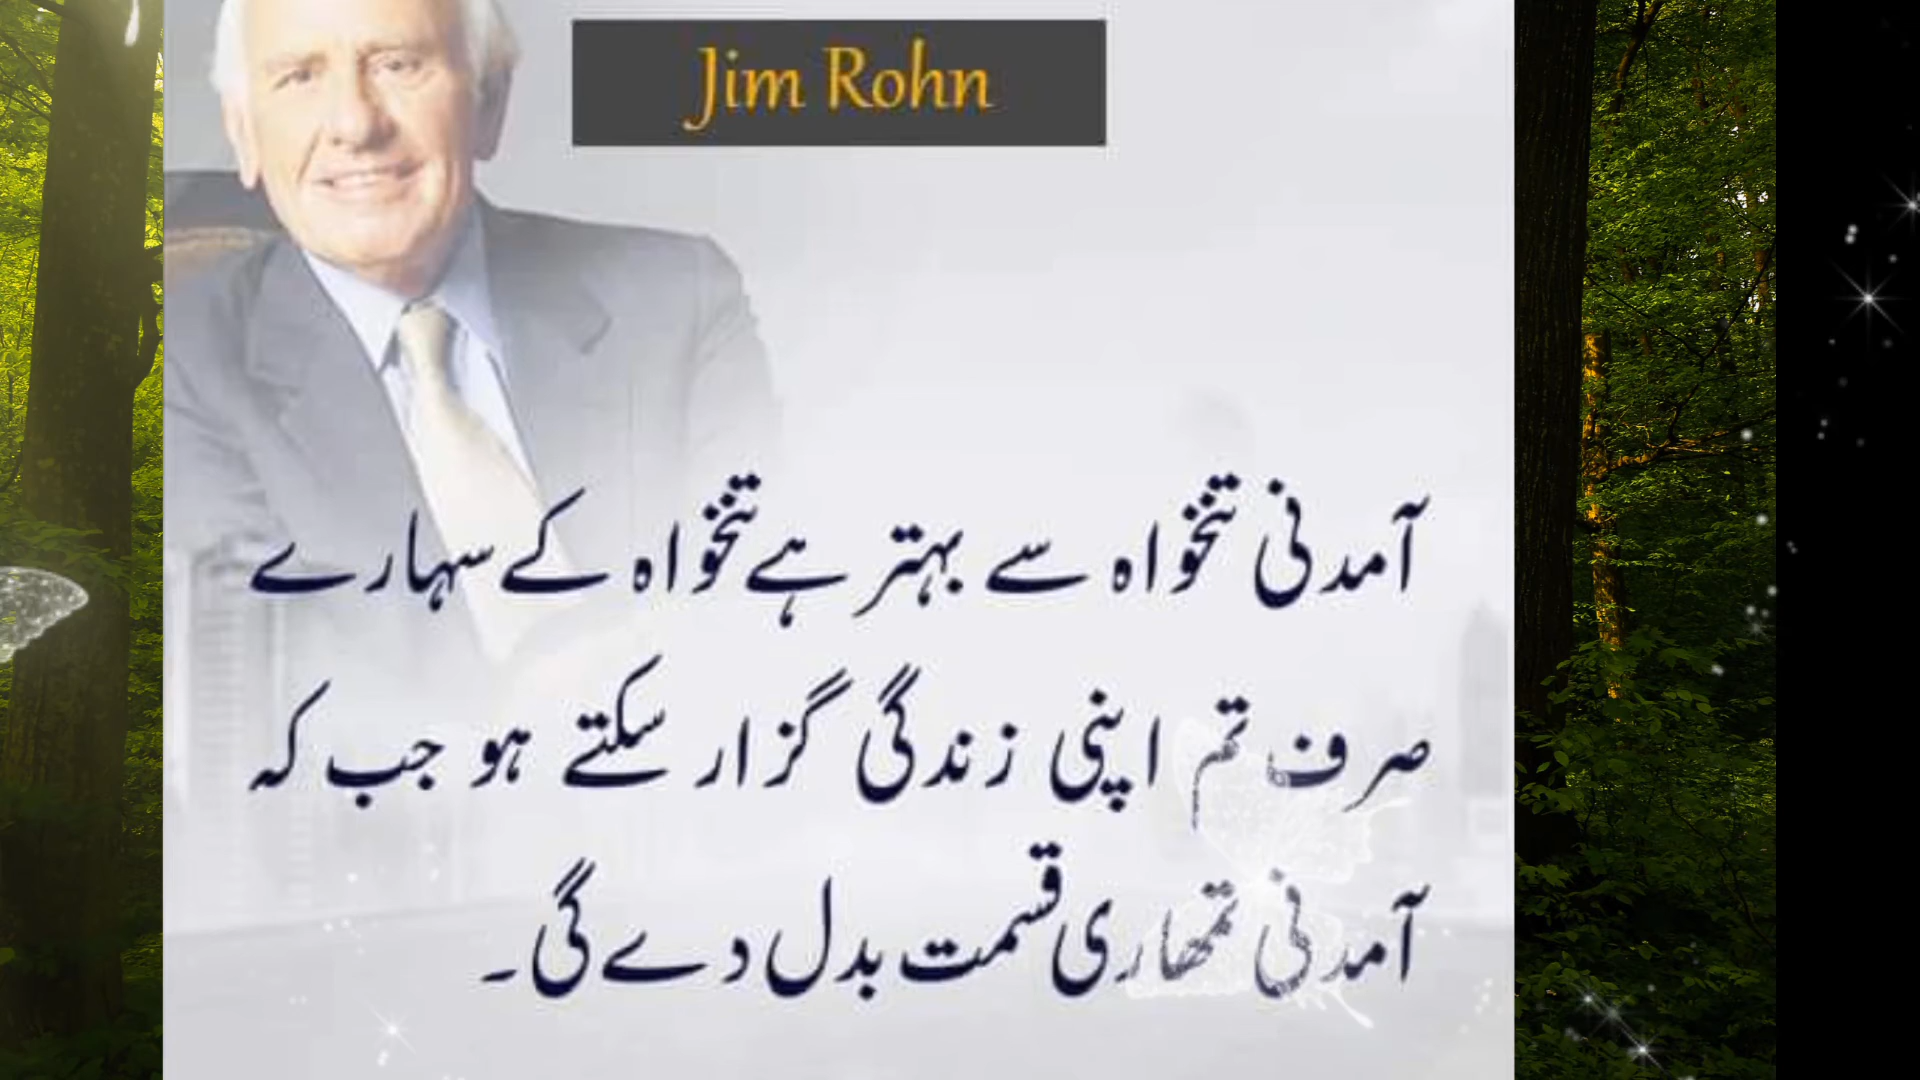 Jim Rohn
آمدنی تنخواہ سے بہتر ہے تنخواہ کے سہارے
صرف تم اپنی زندگی گزار سکتے ہو جب کہ
آمدنی تمھاری قسمت بدل دے گی۔